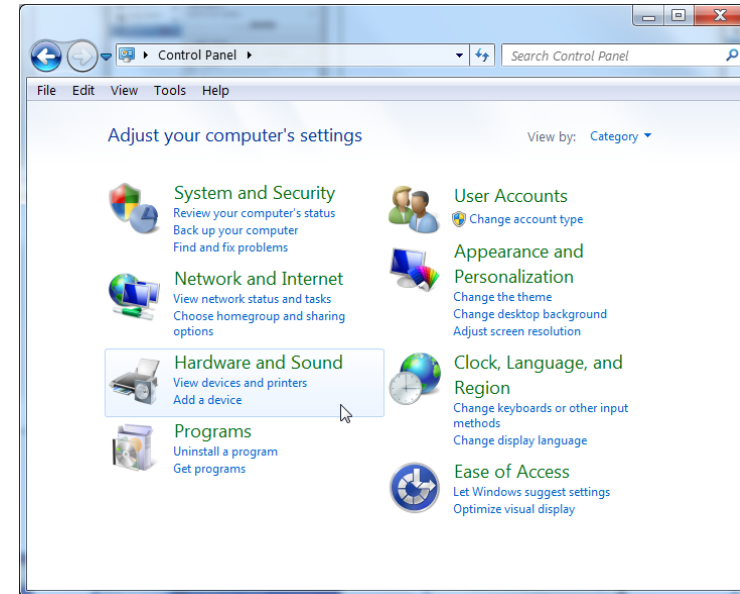 Control Panel
Search Control Panel
File Edit View Tools Help
Adjust your computer's settings
View by: Category
System and Security
Review your computer's status
Back up your computer
Find and fix problems
Network and Internet
View network status and tasks
Choose homegroup and sharing
options
Hardware and Sound
View devices and printers
Add a device
Programs
Uninstall a program
Get programs
User Accounts
Change account type
Appearance and
Personalization
Change the theme
Change desktop background
Adjust screen resolution
Clock, Language, and
Region
Change keyboards or other input
methods
Change display language
Ease of Access
Let Windows suggest settings
Optimize visual display